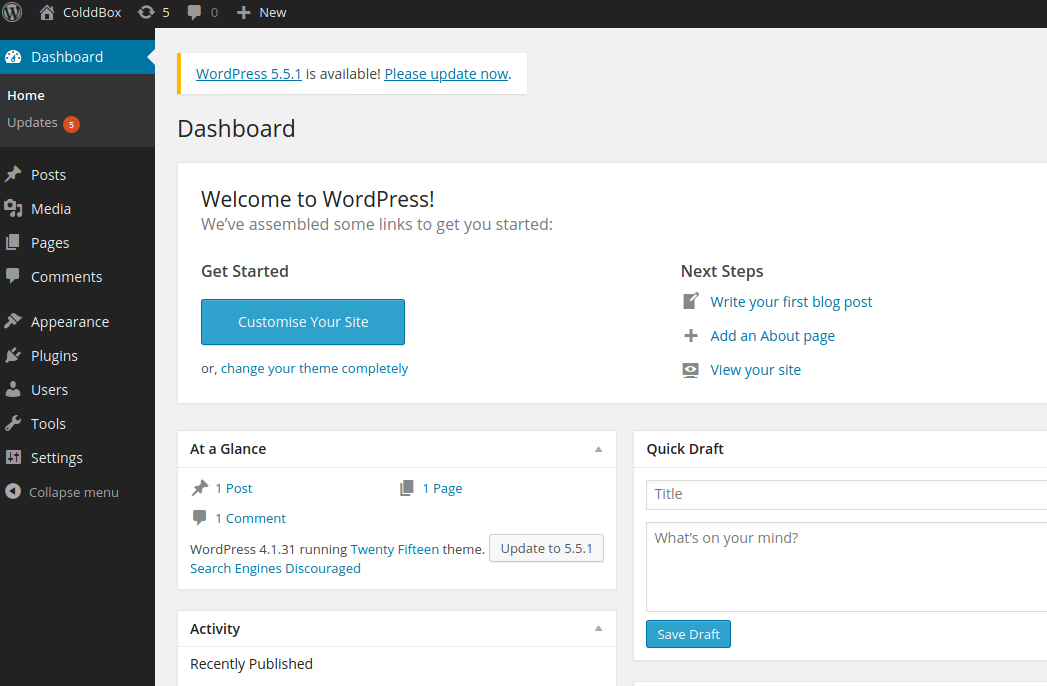 ColddBox 5 0 New
Dashboard
Home
Updates 5
Posts
Media
Pages
Comments
Appearance
Plugins
Users
Tools
Settings
Collapse menu
WordPress 5.5.1 is available! Please update now.
Dashboard
Welcome to WordPress!
We’ve assembled some links to get you started:
Get Started
Customise Your Site
or, change your theme completely
Next Steps
Write your first blog post
Add an About page
View your site
At a Glance
1 Post
1 Page
1 Comment
WordPress 4.1.31 running Twenty Fifteen theme. Update to 5.5.1
Search Engines Discouraged
Activity
Recently Published
Quick Draft
Title
What’s on your mind?
Save Draft